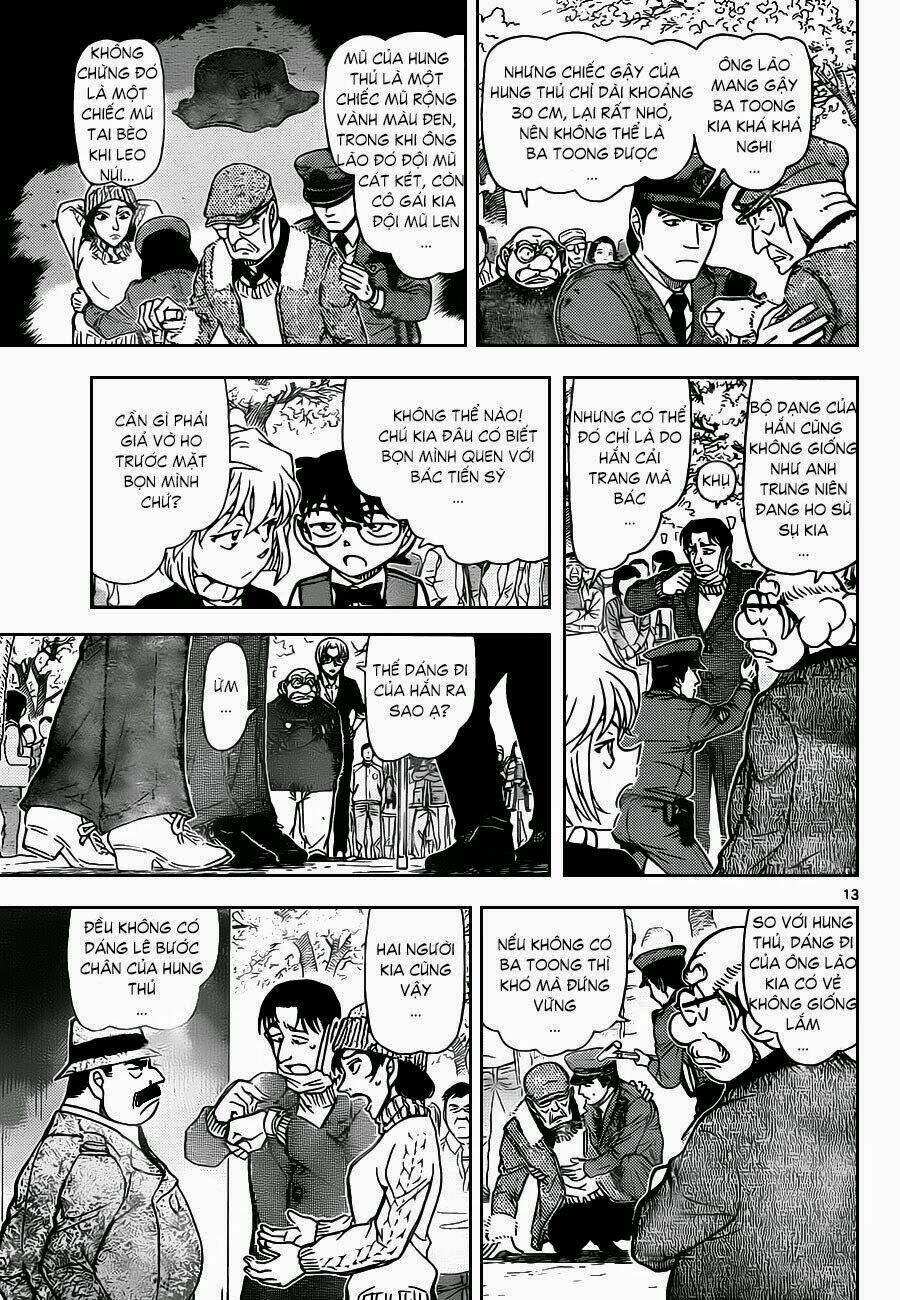 ÔNG LÃO
MANG GẬY
BA TOONG
KIA KHẢ KHẢ
NGHI
...
NHƯNG CHIẾC GẬY CỦA
HUNG THỦ CHỈ DÀI KHOẢNG
30 CM, LẠI RẤT NHỎ,
NÊN KHÔNG THỂ LÀ
BA TOONG ĐƯỢC
...
MŨ CỦA HUNG
THỦ LÀ MỘT
CHIẾC MŨ RỘNG
VÀNH MÀU ĐEN,
TRONG KHI ÔNG
LÃO ĐÓ ĐỘI MŨ
CÁT KÉT, CÒN
CÔ GÁI KIA
ĐỘI MŨ LEN
...
KHÔNG
CHỪNG ĐÓ
LÀ MỘT
CHIẾC MŨ
TAI BÈO
KHI LEO
NÚI...
BỘ DẠNG CỦA
HẮN CŨNG
KHÔNG GIỐNG
NHƯ ANH
TRUNG NIÊN
ĐANG HO SÙ
SỤ KIA
...
KHỤ
NHƯNG CÓ THỂ
ĐÓ CHỈ LÀ DO
HẮN CẢI
TRANG MÀ
BÁC
...
KHÔNG THỂ NÀO!
CHÚ KIA ĐÂU CÓ BIẾT
BỌN MÌNH QUEN VỚI
BÁC TIẾN SỸ
...
CẦN GÌ PHẢI
GIẢ VỜ HO
TRƯỚC MẶT
BỌN MÌNH
CHỨ?
THẾ DÁNG ĐI
CỦA HẮN RA
SAO Ạ?
ỪM
...
13
SO VỚI HUNG
THỦ, DÁNG ĐI
CỦA ÔNG LÃO
KIA CÓ VẺ
KHÔNG GIỐNG
LẮM
...
NẾU KHÔNG CÓ
BA TOONG THÌ
KHÓ MÀ ĐỨNG
VỮNG
...
HAI NGƯỜI
KIA CŨNG
VẬY
...
ĐỀU KHÔNG CÓ
DÁNG LÊ BƯỚC
CHÂN CỦA HUNG
THỦ
...